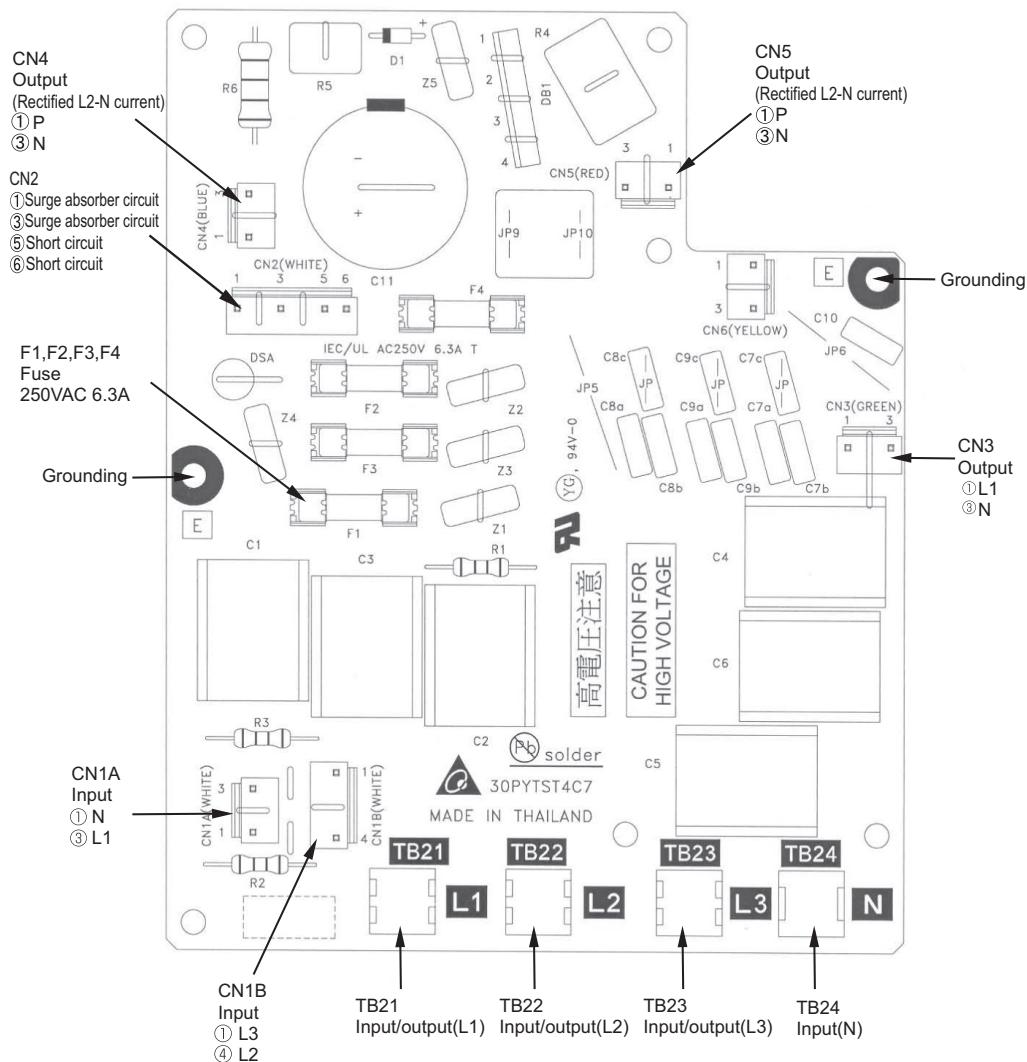 CN4
Output
(Rectified L2-N current)
①P
③N
CN2
①Surge absorber circuit
③Surge absorber circuit
⑤Short circuit
⑥Short circuit
F1,F2,F3,F4
Fuse
250VAC 6.3A
Grounding
CN1A
Input
① N
③ L1
CN1B
Input
① L3
④ L2
TB21
Input/output(L1)
TB22
Input/output(L2)
TB23
Input/output(L3)
TB24
Input(N)
CN5
Output
(Rectified L2-N current)
①P
③N
Grounding
CN3
Output
①L1
③N
R6
R5
D1
+
Z5
1
2
3
4
DB1
R4
3 1
CN5(RED)
CN4(BLUE)
3
1
-
+
C11
JP9 JP10
CN2(WHITE)
1 3 5 6
F4
IEC/UL AC250V 6.3A T
1
3
CN6(YELLOW)
E
C10
JP6
DSA
F2
Z2
Z4
F3
Z3
F1
Z1
E
JP5
C8c C9c C7c
JP JP JP
C8a C9a C7a
C8b C9b C7b
CN3(GREEN)
1 3
YG, 94V-0
C1
C3
R1
C2
C4
C6
C5
高電圧注意
CAUTION FOR
HIGH VOLTAGE
R3
CN1A(WHITE)
3
1
R2
1
4
CN1B(WHITE)
Pb solder
30PYTST4C7
MADE IN THAILAND
TB21 TB22 TB23 TB24
L1 L2 L3 N